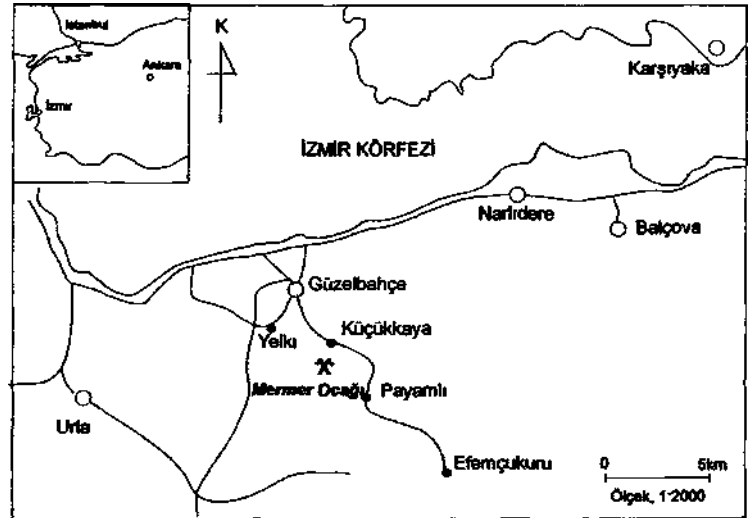 İstanbul
Ankara
İzmir
K
Karşıyaka
İZMİR KÖRFEZİ
Narlıdere
Balçova
Güzelbahçe
Yelki
Küçükkaya
Mermer Ocağı
Payamlı
Urla
Efemçukuru
0 5km
Ölçek, 1:2000